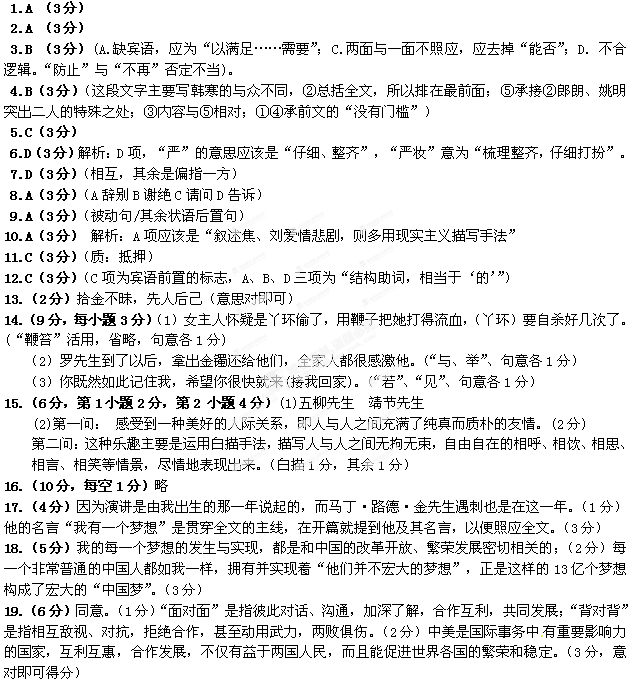 1.A （3分）
2.A （3分）
3.B （3分）(A.缺宾语，应为“以满足……需要”；C.两面与一面不照应，应去掉“能否”；D. 不合
逻辑。“防止”与“不再”否定不当)。
4.B（3分）（这段文字主要写韩寒的与众不同，②总括全文，所以排在最前面；⑤承接②郎朗、姚明
突出二人的特殊之处；③内容与⑤相对；①④承前文的“没有门槛”）
5.C（3分）
6.D（3分）解析：D 项，“严”的意思应该是“仔细、整齐”，“严妆”意为“梳理整齐，仔细打扮”。
7.D（3分）（相互，其余是偏指一方）
8.A（3分）（A 辞别 B 谢绝 C 请问 D 告诉）
9.A（3分）（被动句/其余状语后置句）
10.A（3分） 解析：A 项应该是“叙述焦、刘爱情悲剧，则多用现实主义描写手法”
11.C（3分）（质：抵押）
12.C（3分）（C 项为宾语前置的标志，A、B、D 三项为“结构助词，相当于‘的’”）
13.（2分）拾金不昧，先人后己（意思对即可）
14.（9分，每小题 3 分）（1）女主人怀疑是丫环偷了，用鞭子把她打得流血，（丫环）要自杀好几次了。
（“鞭笞”活用，省略，句意各 1 分）
（2）罗先生到了以后，拿出金镯还给他们，全家人都很感激他。（“与、举”、句意各 1 分）
（3）你既然如此记住我，希望你很快就来(接我回家)。（“若”、“见”、句意各 1 分）
15.（6分，第 1 小题 2 分，第 2 小题 4 分）(1)五柳先生 靖节先生
(2)第一问： 感受到一种美好的人际关系，即人与人之间充满了纯真而质朴的友情。（2 分）
第二问：这种乐趣主要是运用白描手法，描写人与人之间无拘无束，自由自在的相呼、相饮、相思、
相言、相笑等情景，尽情地表现出来。（白描 1 分，其余 1 分）
16.（10分，每空 1 分）略
17.（4分）因为演讲是由我出生的那一年说起的，而马丁·路德·金先生遇刺也是在这一年。（1 分）
他的名言“我有一个梦想”是贯穿全文的主线，在开篇就提到他及其名言，以便照应全文。（3 分）
18.（5分）我的每一个梦想的发生与实现，都是和中国的改革开放、繁荣发展密切相关的；（2 分）每
一个非常普通的中国人都如我一样，拥有并实现着“他们并不宏大的梦想”，正是这样的 13 亿个梦想
构成了宏大的“中国梦”。（3 分）
19.（6分）同意。（1 分）“面对面”是指彼此对话、沟通，加深了解，合作互利，共同发展；“背对背”
是指相互敌视、对抗，拒绝合作，甚至动用武力，两败俱伤。（2 分）中美是国际事务中有重要影响力
的国家，互利互惠，合作发展，不仅有益于两国人民，而且能促进世界各国的繁荣和稳定。（3 分，意
对即可得分）